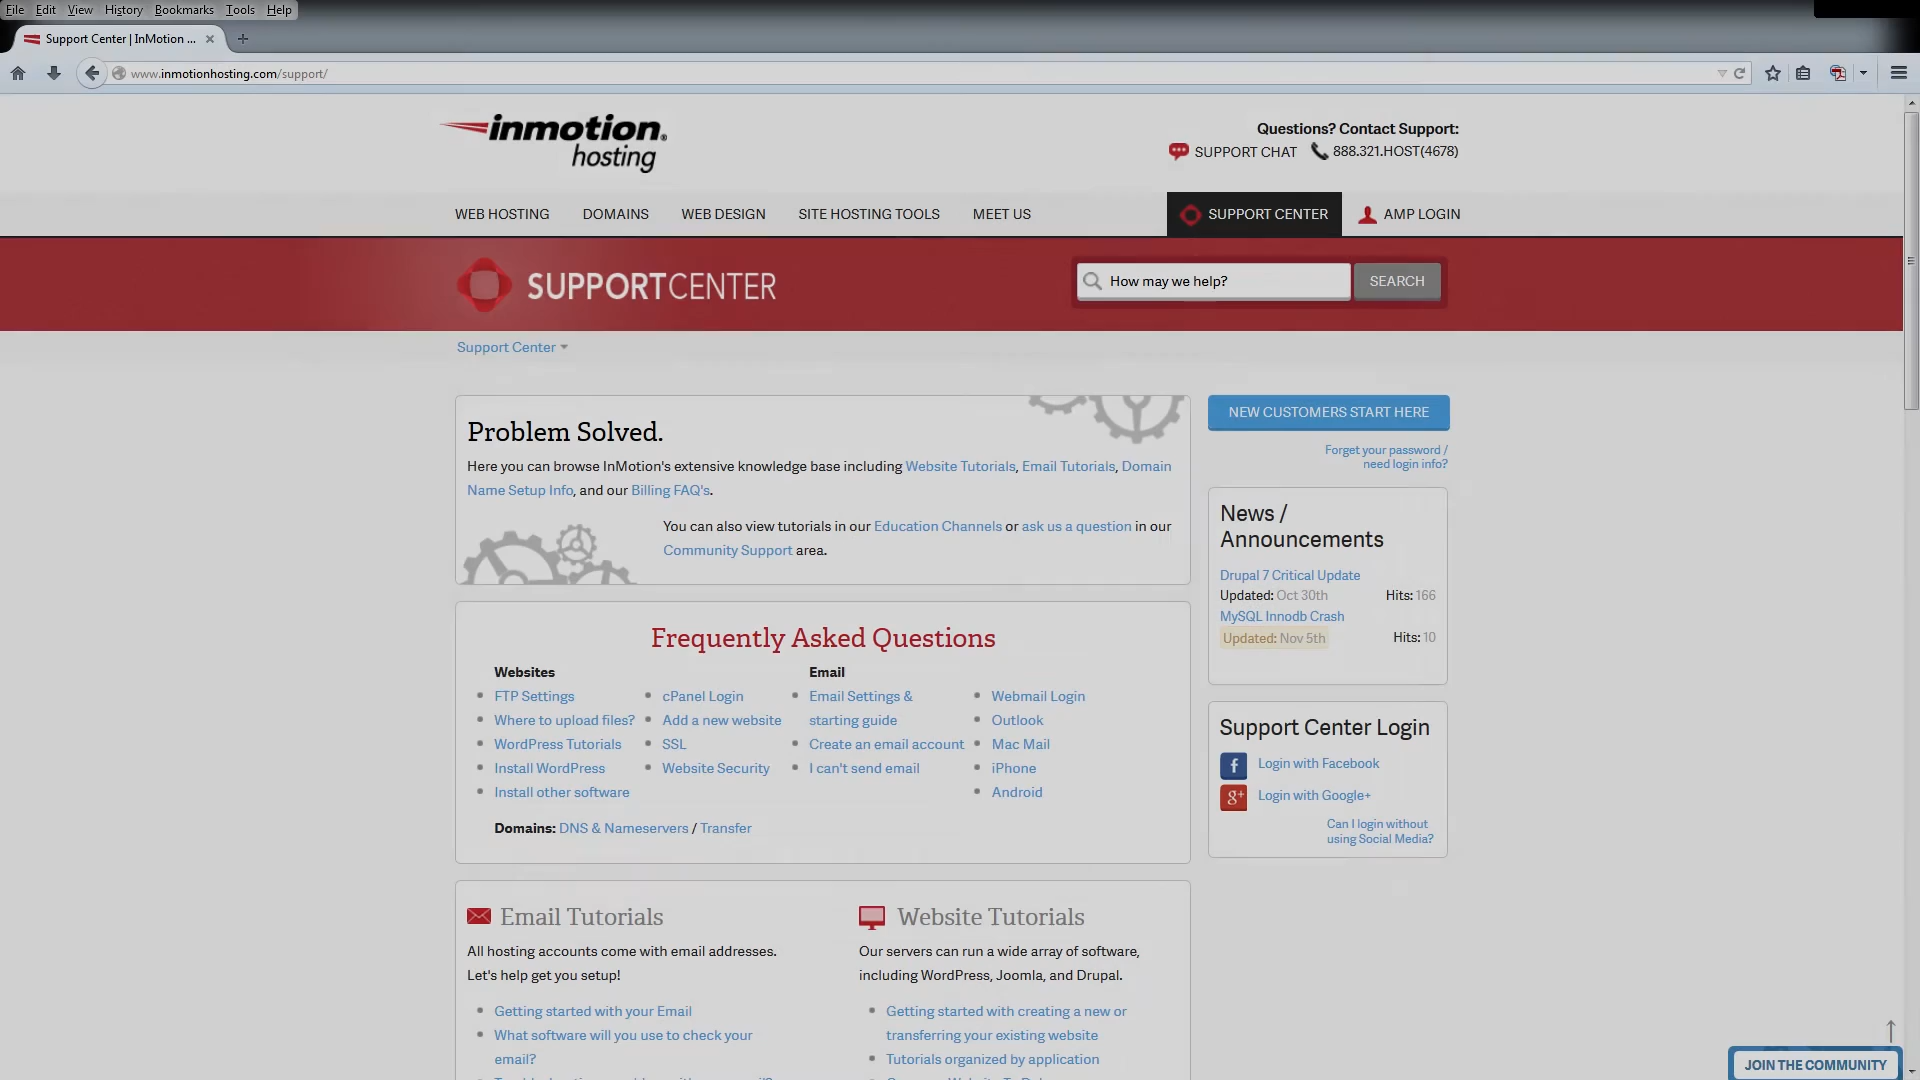 File Edit View History Bookmarks Tools Help
Support Center | InMotion ...
www.inmotionhosting.com/support/
inmotion®
hosting
Questions? Contact Support:
SUPPORT CHAT 888.321.HOST(4678)
WEB HOSTING DOMAINS WEB DESIGN SITE HOSTING TOOLS MEET US SUPPORT CENTER AMP LOGIN
SUPPORTCENTER
How may we help? SEARCH
Support Center
Problem Solved.
Here you can browse InMotion's extensive knowledge base including Website Tutorials, Email Tutorials, Domain
Name Setup Info, and our Billing FAQ's.
You can also view tutorials in our Education Channels or ask us a question in our
Community Support area.
NEW CUSTOMERS START HERE
Forget your password /
need login info?
News /
Announcements
Drupal 7 Critical Update
Updated: Oct 30th Hits: 166
MySQL Innodb Crash
Updated: Nov 5th Hits: 10
Frequently Asked Questions
Websites Email
FTP Settings cPanel Login Email Settings & Webmail Login
Where to upload files? Add a new website starting guide Outlook
WordPress Tutorials SSL Create an email account Mac Mail
Install WordPress Website Security I can't send email iPhone
Install other software Android
Domains: DNS & Nameservers / Transfer
Support Center Login
f Login with Facebook
g+ Login with Google+
Can I login without
using Social Media?
Email Tutorials
All hosting accounts come with email addresses.
Let's help get you setup!
Getting started with your Email
What software will you use to check your
email?
Website Tutorials
Our servers can run a wide array of software,
including WordPress, Joomla, and Drupal.
Getting started with creating a new or
transferring your existing website
Tutorials organized by application
JOIN THE COMMUNITY